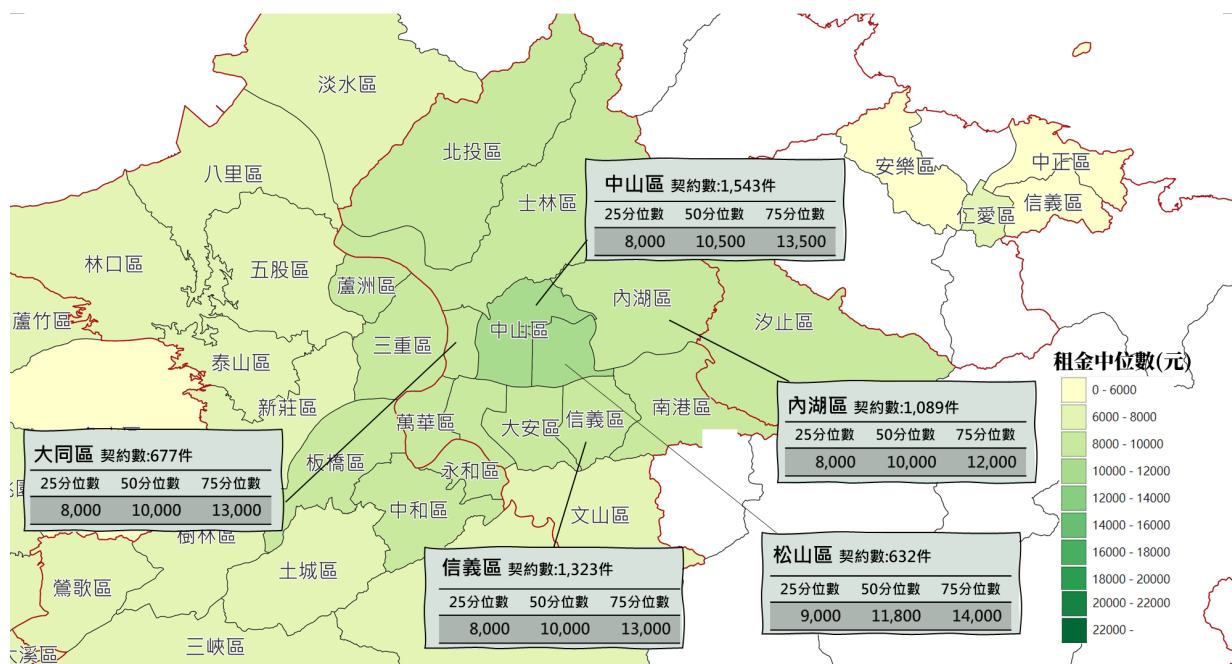 淡水區
北投區
八里區
士林區
安樂區
中正區
仁愛區
信義區
中山區 契約數:1,543件
25分位數 50分位數 75分位數
8,000 10,500 13,500
林口區
五股區
蘆洲區
內湖區
蘆竹區
三重區
中山區
汐止區
泰山區
新莊區
萬華區
大安區
信義區
南港區
板橋區
永和區
中和區
文山區
樹林區
土城區
鶯歌區
三峽區
大同區 契約數:677件
25分位數 50分位數 75分位數
8,000 10,000 13,000
內湖區 契約數:1,089件
25分位數 50分位數 75分位數
8,000 10,000 12,000
信義區 契約數:1,323件
25分位數 50分位數 75分位數
8,000 10,000 13,000
松山區 契約數:632件
25分位數 50分位數 75分位數
9,000 11,800 14,000
租金中位數(元)
0 - 6000
6000 - 8000
8000 - 10000
10000 - 12000
12000 - 14000
14000 - 16000
16000 - 18000
18000 - 20000
20000 - 22000
22000 -